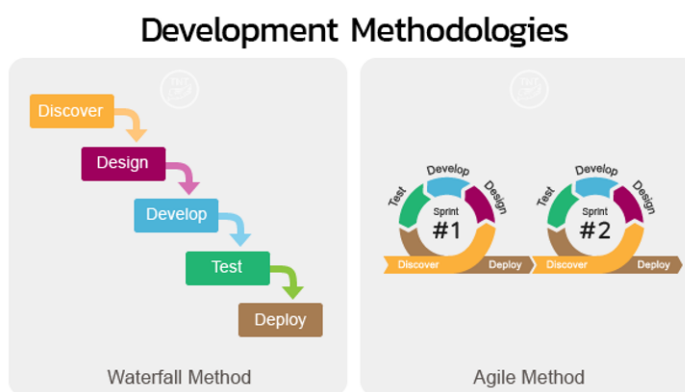 Development Methodologies
Discover
Design
Develop
Test
Deploy
Waterfall Method
Develop
Test
Design
Sprint
#1
Discover
Deploy
Develop
Test
Design
Sprint
#2
Discover
Deploy
Agile Method